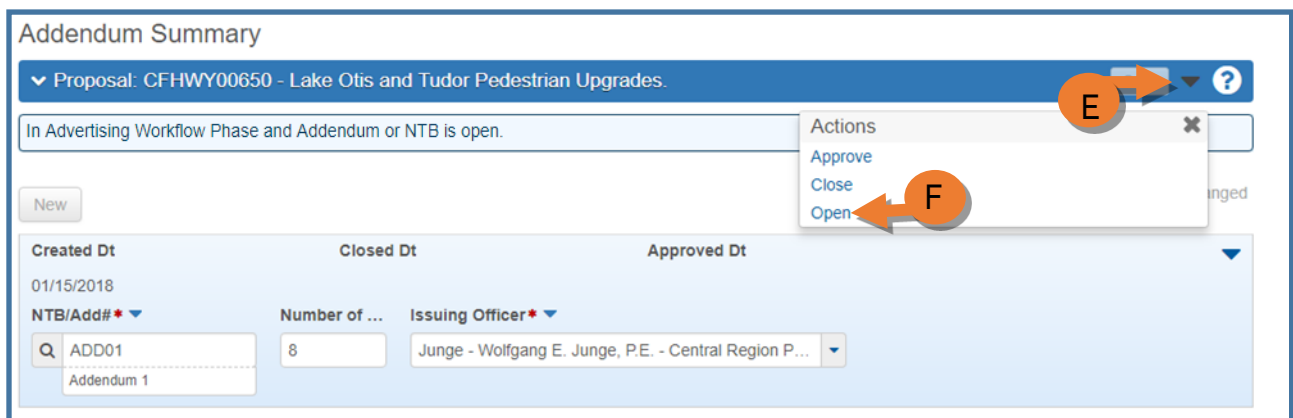 Addendum Summary
Proposal: CFHWY00650 - Lake Otis and Tudor Pedestrian Upgrades.
?
E
In Advertising Workflow Phase and Addendum or NTB is open.
Actions
Approve
Close
Open
F
New
anged
Created Dt Closed Dt Approved Dt
01/15/2018
NTB/Add#* Number of ... Issuing Officer*
ADD01 8 Junge - Wolfgang E. Junge, P.E. - Central Region P...
Addendum 1